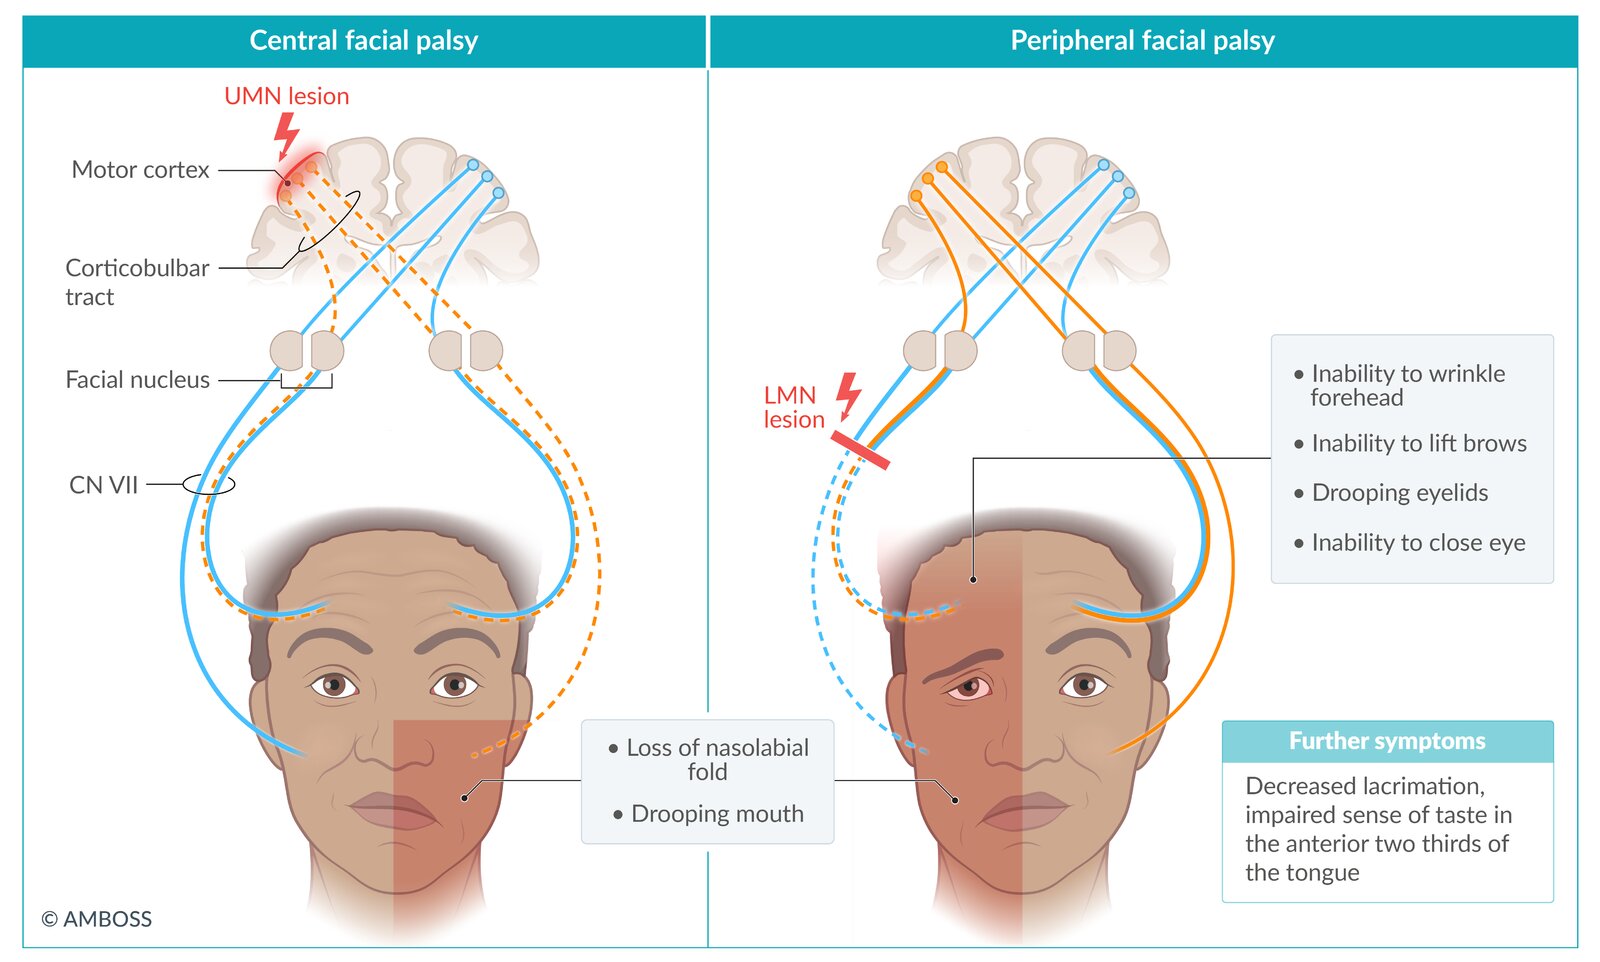 Central facial palsy
Peripheral facial palsy
UMN lesion
Motor cortex
Corticobulbar
tract
Facial nucleus
CN VII
LMN
lesion
• Inability to wrinkle
forehead
• Inability to lift brows
• Drooping eyelids
• Inability to close eye
• Loss of nasolabial
fold
• Drooping mouth
Further symptoms
Decreased lacrimation,
impaired sense of taste in
the anterior two thirds of
the tongue
© AMBOSS